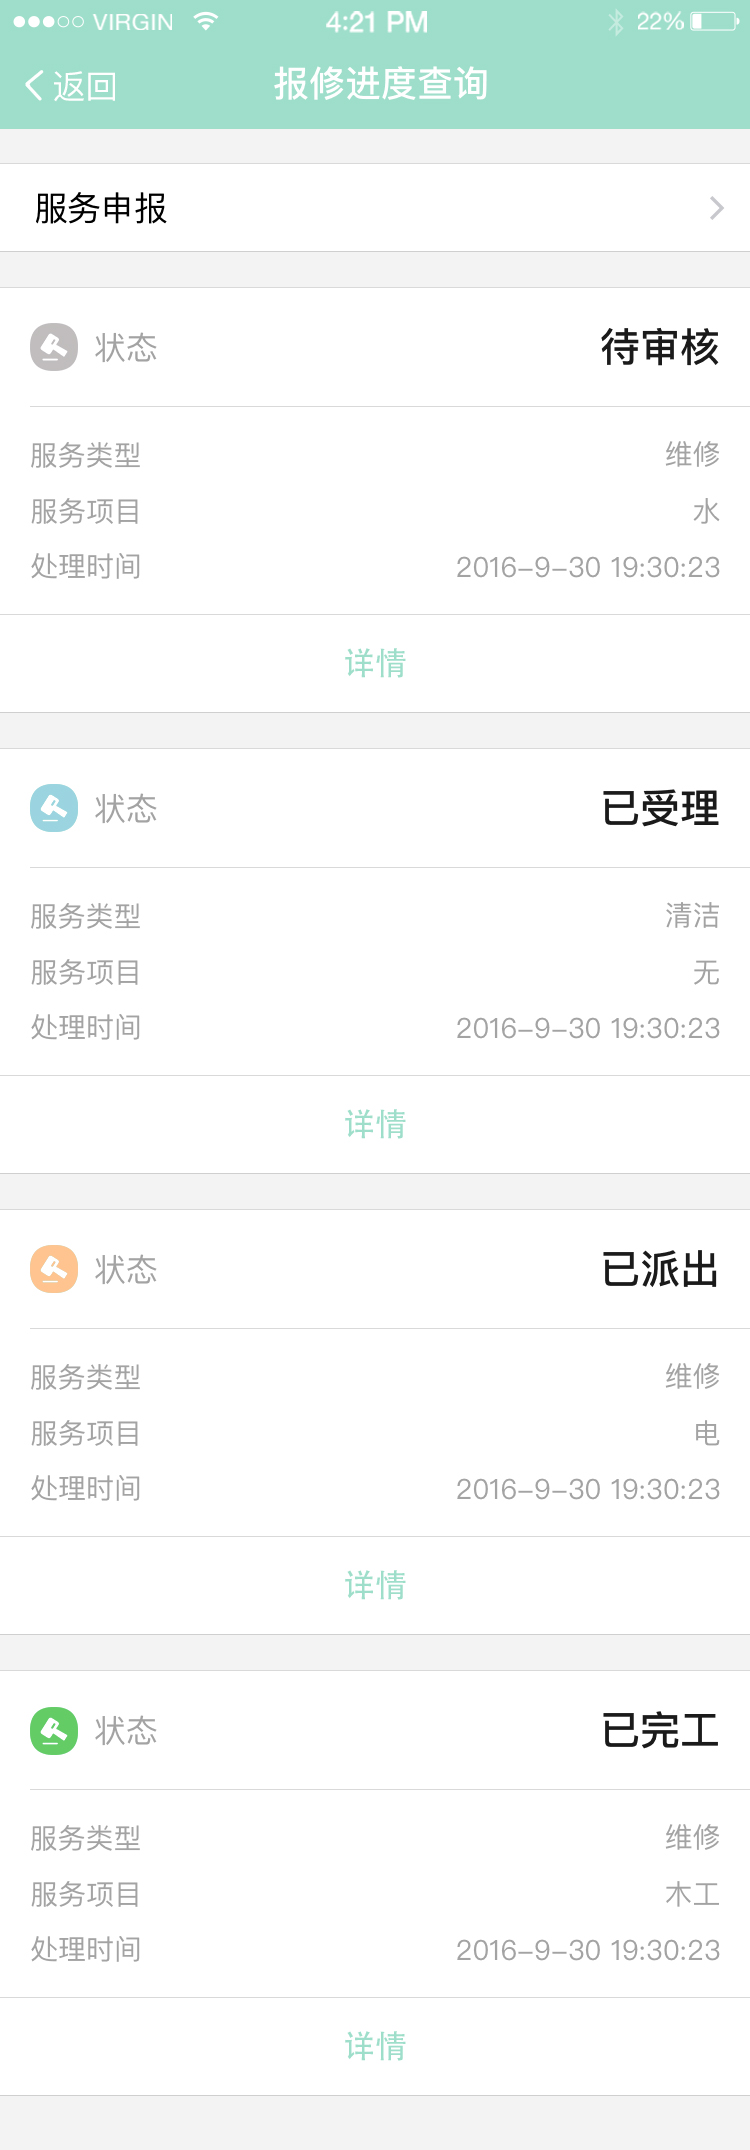 VIRGIN 4:21 PM 22%
返回 报修进度查询
服务申报
状态 待审核
服务类型 维修
服务项目 水
处理时间 2016-9-30 19:30:23
详情
状态 已受理
服务类型 清洁
服务项目 无
处理时间 2016-9-30 19:30:23
详情
状态 已派出
服务类型 维修
服务项目 电
处理时间 2016-9-30 19:30:23
详情
状态 已完工
服务类型 维修
服务项目 木工
处理时间 2016-9-30 19:30:23
详情